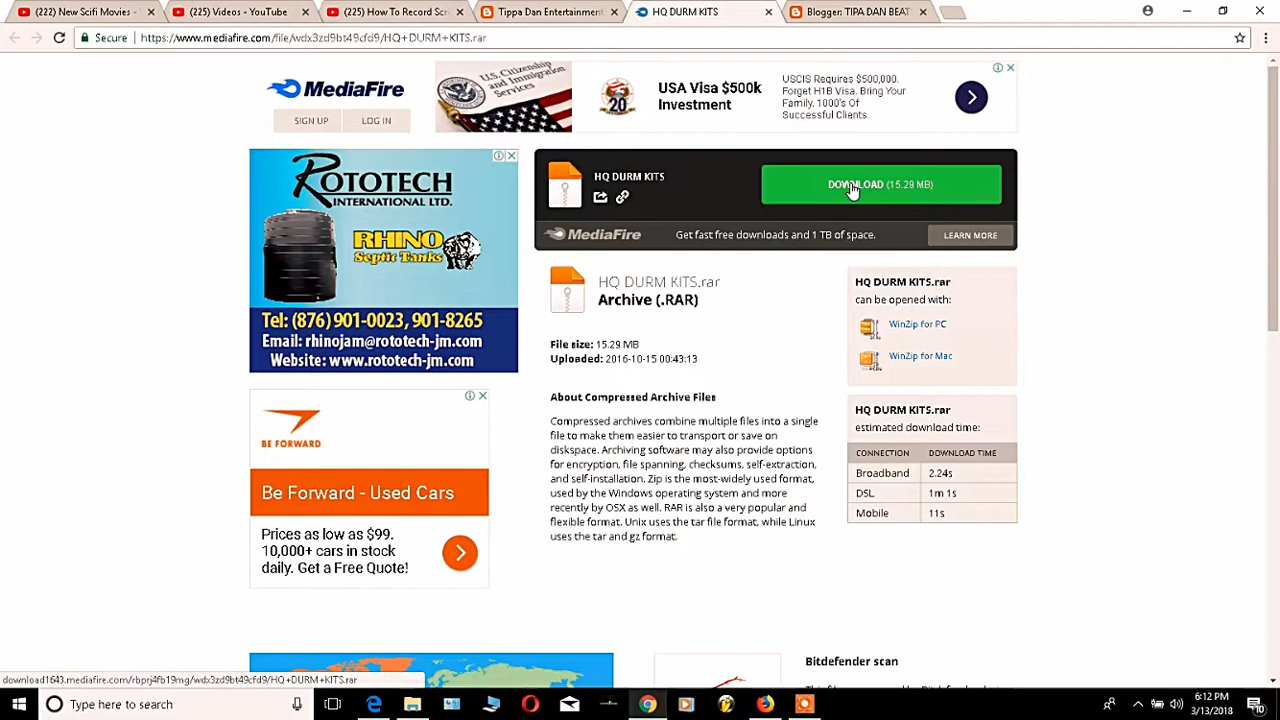 (222) New Scifi Movies -
(225) Videos - YouTube
(225) How To Record Scr
Tippa Dan Entertainment
HQ DURM KITS
Blogger: TIPA DAN BEAT
Secure
https://www.mediafire.com/file/wdx3zd9bt49cfd9/HQ+DURM+KITS.rar
MediaFire
SIGN UP
LOG IN
U.S. Citizenship
and Immigration
Services
USA Visa $500k
Investment
USCIS Requires $500,000.
Forget H1B Visa. Bring Your
Family. 1000's Of
Successful Clients.
ROTOTECH
INTERNATIONAL LTD.
RHINO
Septic Tanks
Tel: (876) 901-0023, 901-8265
Email: rhinojam@rototech-jm.com
Website: www.rototech-jm.com
HQ DURM KITS
DOWNLOAD (15.29 MB)
MediaFire
Get fast free downloads and 1 TB of space.
LEARN MORE
HQ DURM KITS.rar
Archive (.RAR)
File size: 15.29 MB
Uploaded: 2016-10-15 00:43:13
About Compressed Archive Files
Compressed archives combine multiple files into a single
file to make them easier to transport or save on
diskspace. Archiving software may also provide options
for encryption, file spanning, checksums, self-extraction,
and self-installation. Zip is the most-widely used format,
used by the Windows operating system and more
recently by OSX as well. RAR is also a very popular and
flexible format. Unix uses the tar file format, while Linux
uses the tar and gz format.
HQ DURM KITS.rar
can be opened with:
WinZip for PC
WinZip for Mac
HQ DURM KITS.rar
estimated download time:
CONNECTION DOWNLOAD TIME
Broadband 2.24s
DSL 1m 1s
Mobile 11s
BE FORWARD
Be Forward - Used Cars
Prices as low as $99.
10,000+ cars in stock
daily. Get a Free Quote!
Bitdefender scan
download1643.mediafire.com/rbprj4fb19mg/wdx3zd9bt49cfd9/HQ+DURM+KITS.rar
Type here to search
6:12 PM
3/13/2018